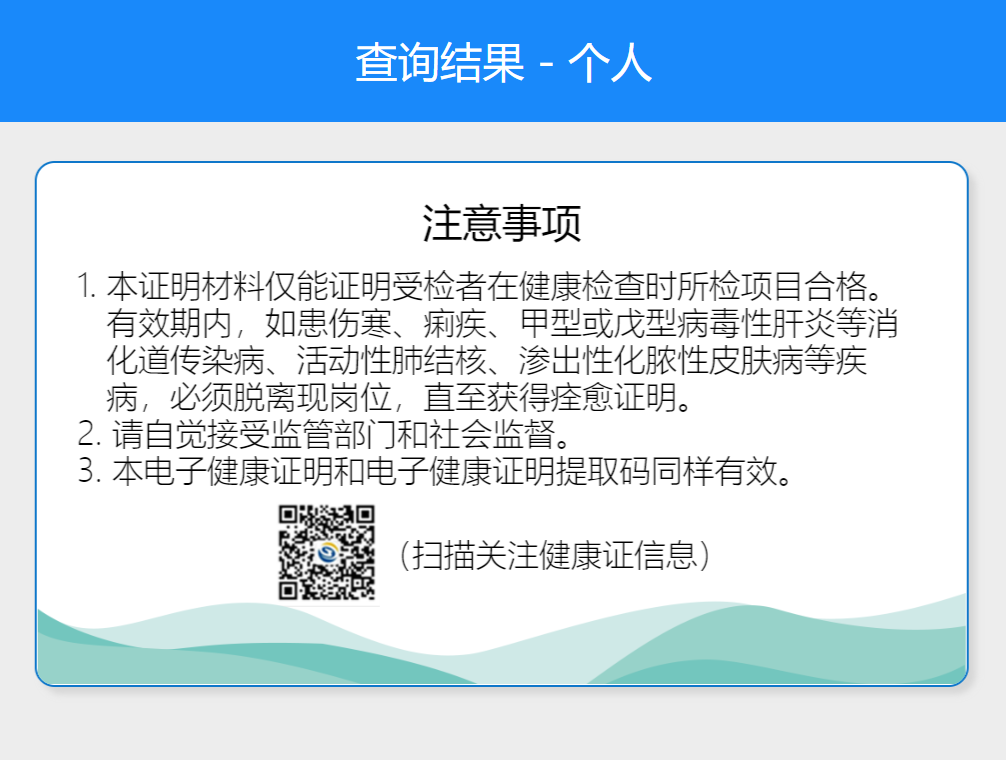 查询结果 - 个人
注意事项
1. 本证明材料仅能证明受检者在健康检查时所检项目合格。
有效期内，如患伤寒、痢疾、甲型或戊型病毒性肝炎等消
化道传染病、活动性肺结核、渗出性化脓性皮肤病等疾
病，必须脱离现岗位，直至获得痊愈证明。
2. 请自觉接受监管部门和社会监督。
3. 本电子健康证明和电子健康证明提取码同样有效。
（扫描关注健康证信息）